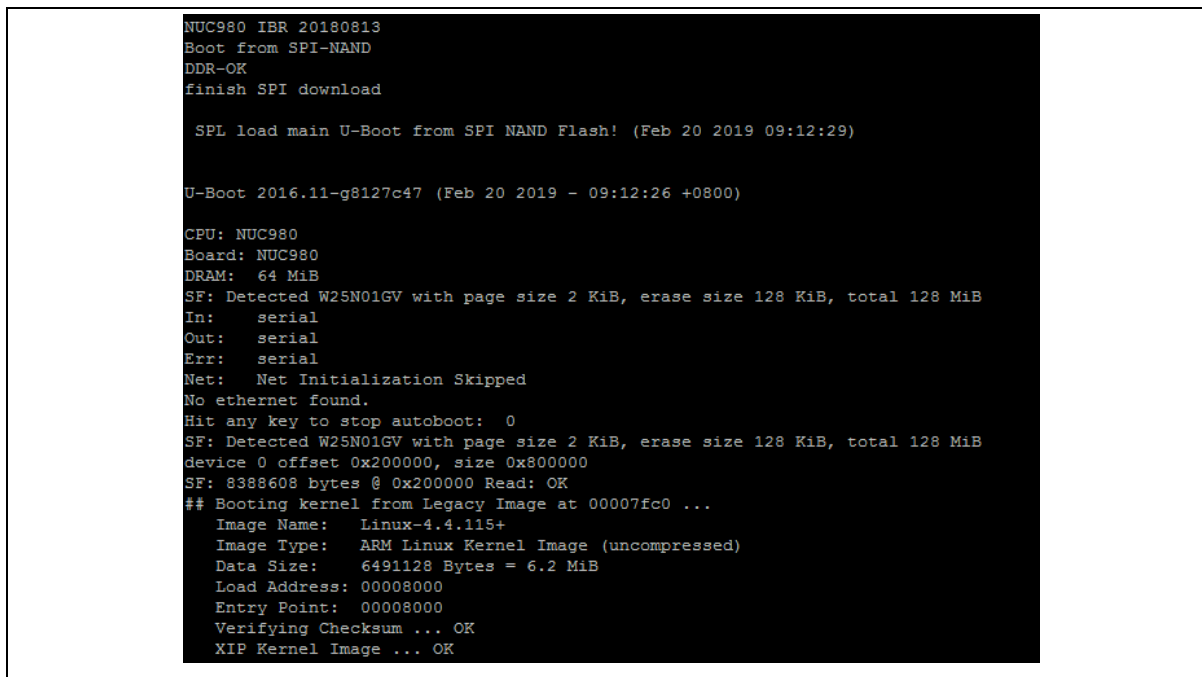 NUC980 IBR 20180813
Boot from SPI-NAND
DDR-OK
finish SPI download
SPL load main U-Boot from SPI NAND Flash! (Feb 20 2019 09:12:29)
U-Boot 2016.11-g8127c47 (Feb 20 2019 - 09:12:26 +0800)
CPU: NUC980
Board: NUC980
DRAM:  64 MiB
SF: Detected W25N01GV with page size 2 KiB, erase size 128 KiB, total 128 MiB
In:    serial
Out:   serial
Err:   serial
Net:   Net Initialization Skipped
No ethernet found.
Hit any key to stop autoboot:  0
SF: Detected W25N01GV with page size 2 KiB, erase size 128 KiB, total 128 MiB
device 0 offset 0x200000, size 0x800000
SF: 8388608 bytes @ 0x200000 Read: OK
## Booting kernel from Legacy Image at 00007fc0 ...
   Image Name:   Linux-4.4.115+
   Image Type:   ARM Linux Kernel Image (uncompressed)
   Data Size:    6491128 Bytes = 6.2 MiB
   Load Address: 00008000
   Entry Point:  00008000
   Verifying Checksum ... OK
   XIP Kernel Image ... OK